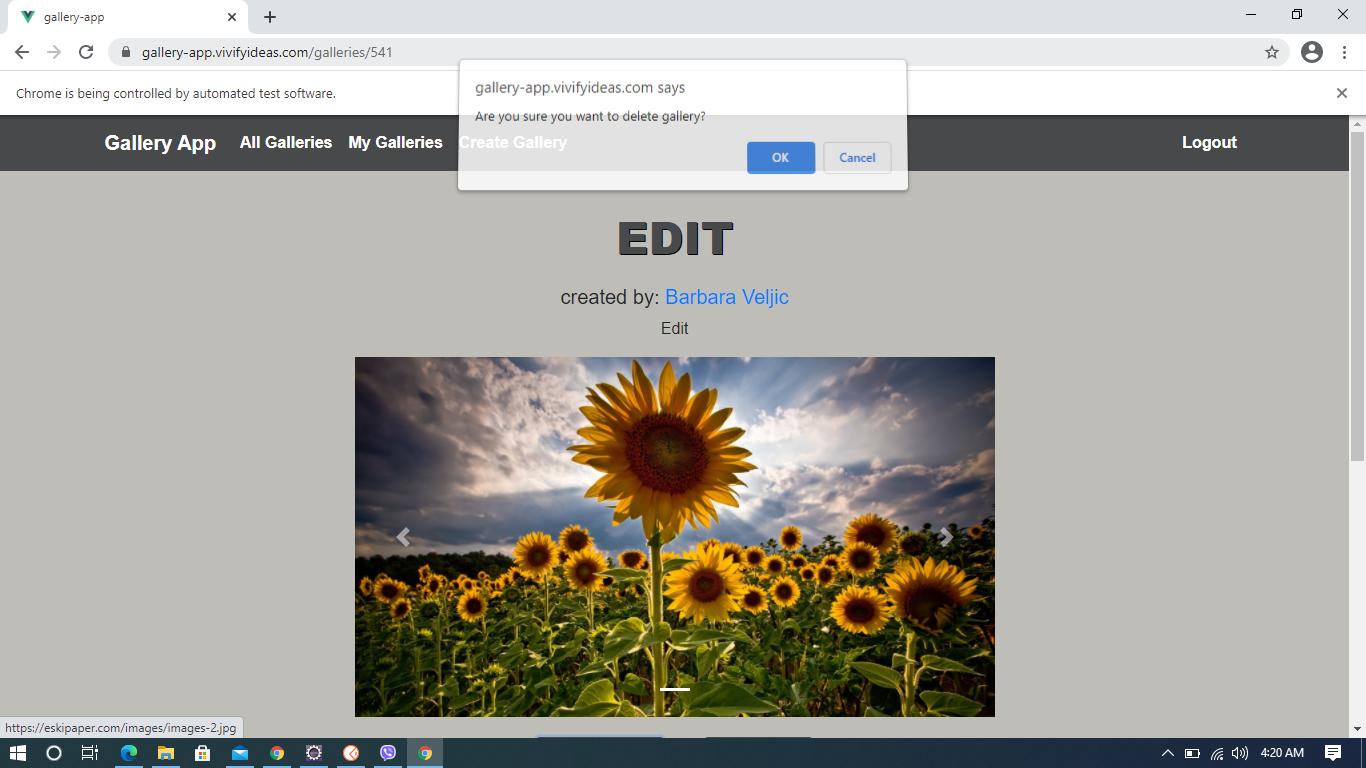 gallery-app
gallery-app.vivifyideas.com/galleries/541
gallery-app.vivifyideas.com says
Chrome is being controlled by automated test software.
Are you sure you want to delete gallery?
Gallery App All Galleries My Galleries Create Gallery Logout
OK Cancel
EDIT
created by: Barbara Veljic
Edit
https://eskipaper.com/images/images-2.jpg
4:20 AM